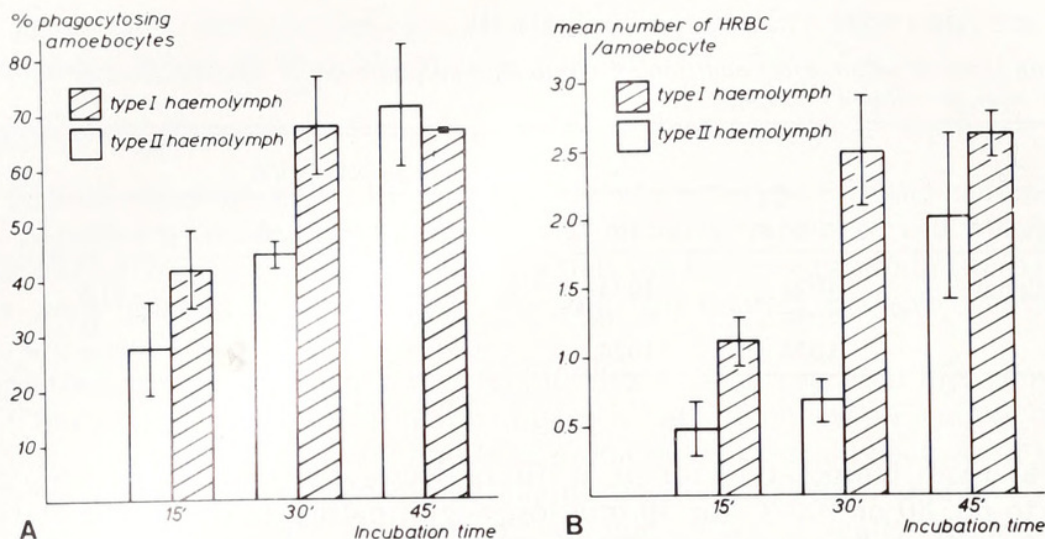 % phagocytosing
amoebocytes
80
70
60
50
40
30
20
10
type I haemolymph
type II haemolymph
15'
30'
45'
A
Incubation time
mean number of HRBC
/amoebocyte
3.0
2.5
2.0
1.5
1.0
0.5
type I haemolymph
type II haemolymph
15'
30'
45'
B
Incubation time